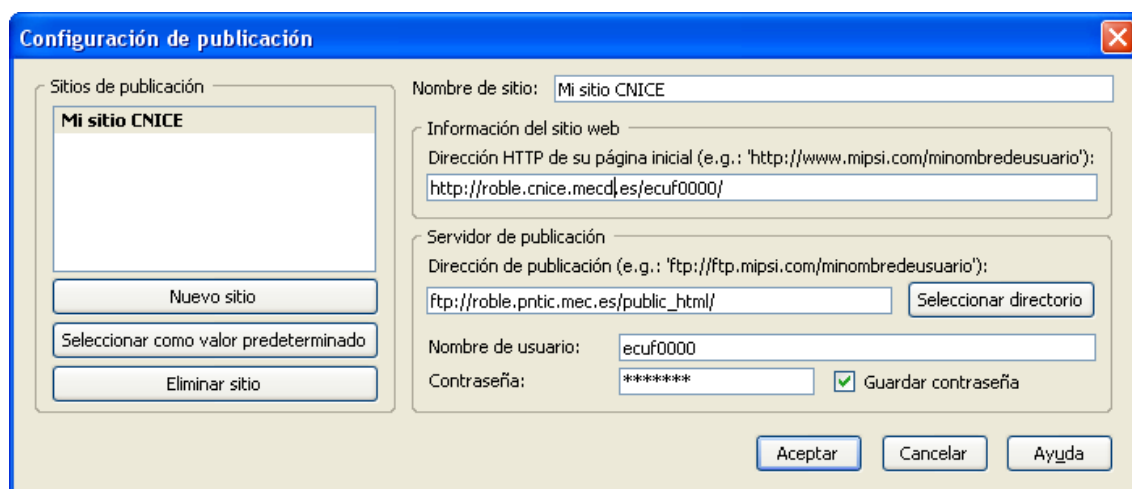 Configuración de publicación
Sitios de publicación
Mi sitio CNICE
Nuevo sitio
Seleccionar como valor predeterminado
Eliminar sitio
Nombre de sitio: Mi sitio CNICE
Información del sitio web
Dirección HTTP de su página inicial (e.g.: 'http://www.mipsi.com/minombredeusuario'):
http://roble.cnice.mecd.es/ecuf0000/
Servidor de publicación
Dirección de publicación (e.g.: 'ftp://ftp.mipsi.com/minombredeusuario'):
ftp://roble.pntic.mec.es/public_html/ Seleccionar directorio
Nombre de usuario: ecuf0000
Contraseña: ******* Guardar contraseña
Aceptar Cancelar Ayuda